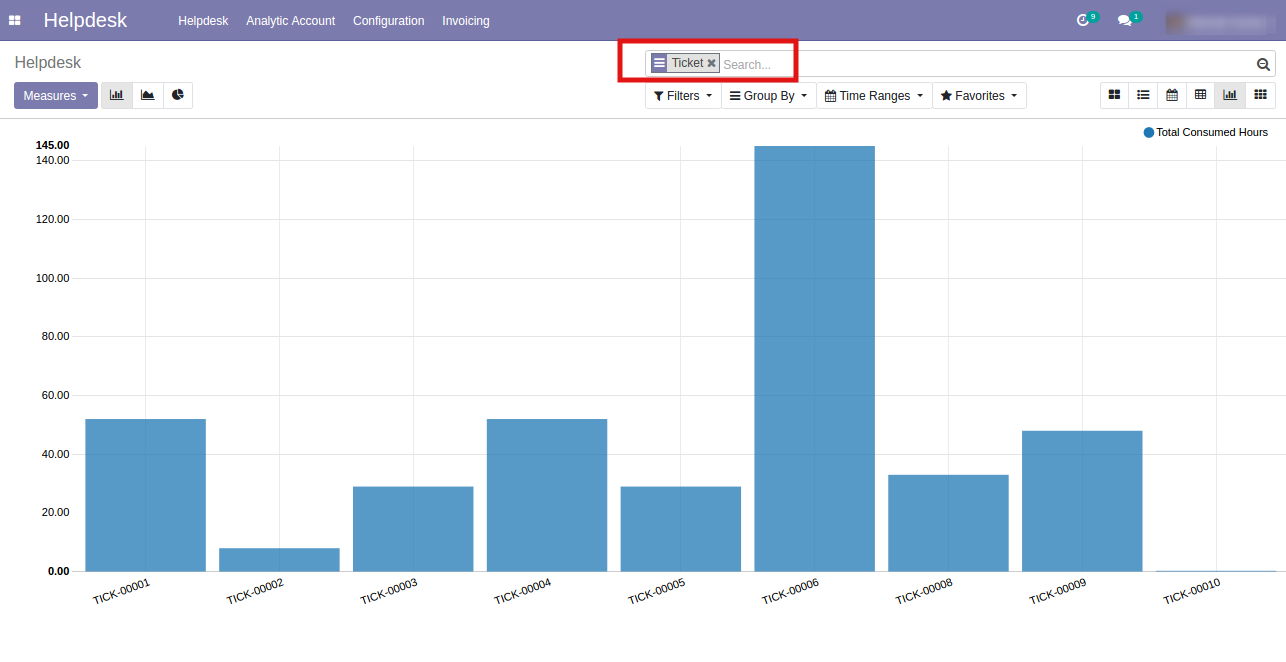 Helpdesk Helpdesk Analytic Account Configuration Invoicing 9 1
Helpdesk Ticket Search...
Measures Filters Group By Time Ranges Favorites
Total Consumed Hours
145.00
140.00
120.00
100.00
80.00
60.00
40.00
20.00
0.00
TICK-00001 TICK-00002 TICK-00003 TICK-00004 TICK-00005 TICK-00006 TICK-00008 TICK-00009 TICK-00010